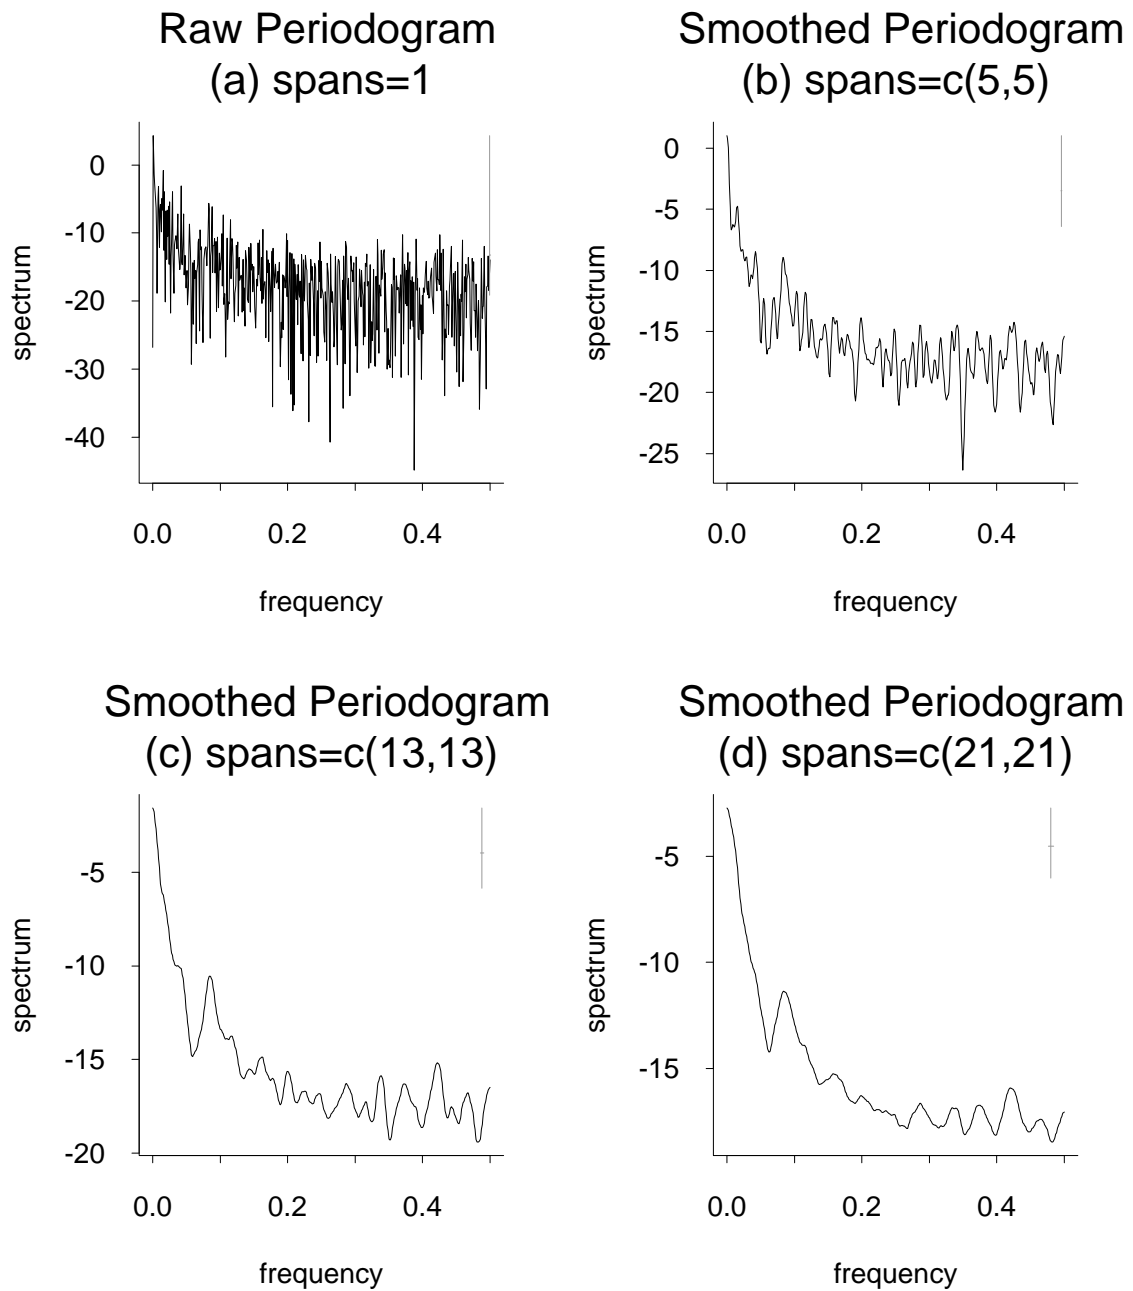 Raw Periodogram
(a) spans=1
0
-10
-20
-30
-40
spectrum
0.0 0.2 0.4
frequency
Smoothed Periodogram
(b) spans=c(5,5)
0
-5
-10
-15
-20
-25
spectrum
0.0 0.2 0.4
frequency
Smoothed Periodogram
(c) spans=c(13,13)
-5
-10
-15
-20
spectrum
0.0 0.2 0.4
frequency
Smoothed Periodogram
(d) spans=c(21,21)
-5
-10
-15
spectrum
0.0 0.2 0.4
frequency